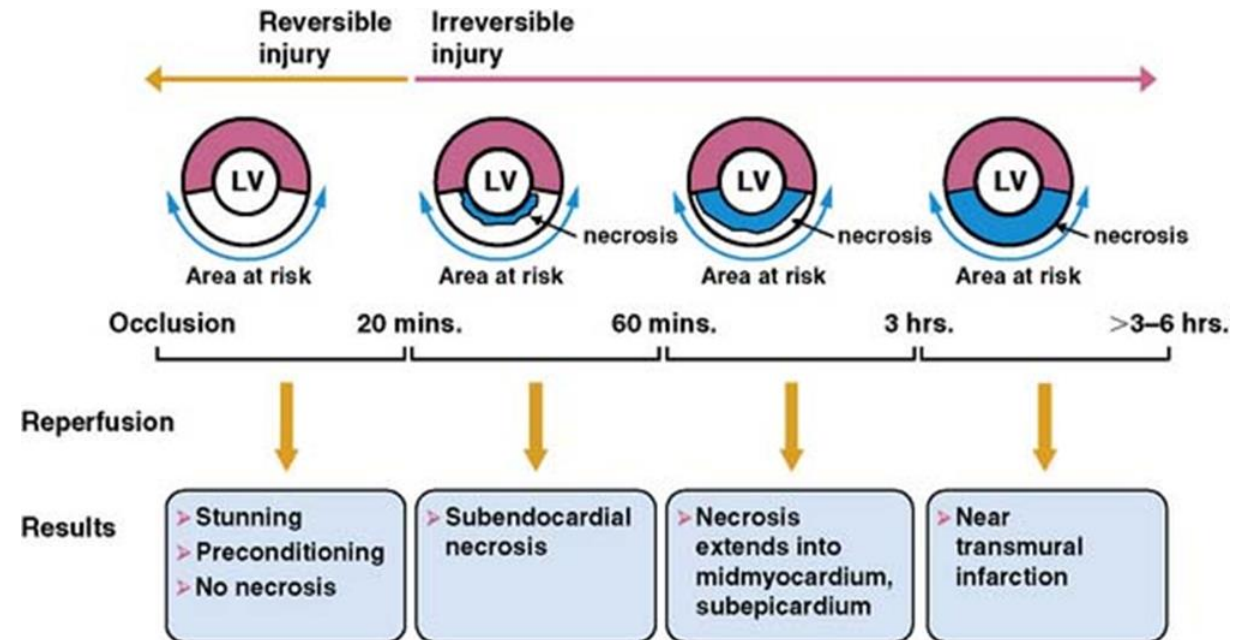 Reversible
injury
Irreversible
injury
LV
LV
LV
LV
necrosis
necrosis
necrosis
Area at risk
Area at risk
Area at risk
Area at risk
Occlusion
20 mins.
60 mins.
3 hrs.
>3–6 hrs.
Reperfusion
Results
➢ Stunning
➢ Preconditioning
➢ No necrosis
➢ Subendocardial
necrosis
➢ Necrosis
extends into
midmyocardium,
subepicardium
➢ Near
transmural
infarction